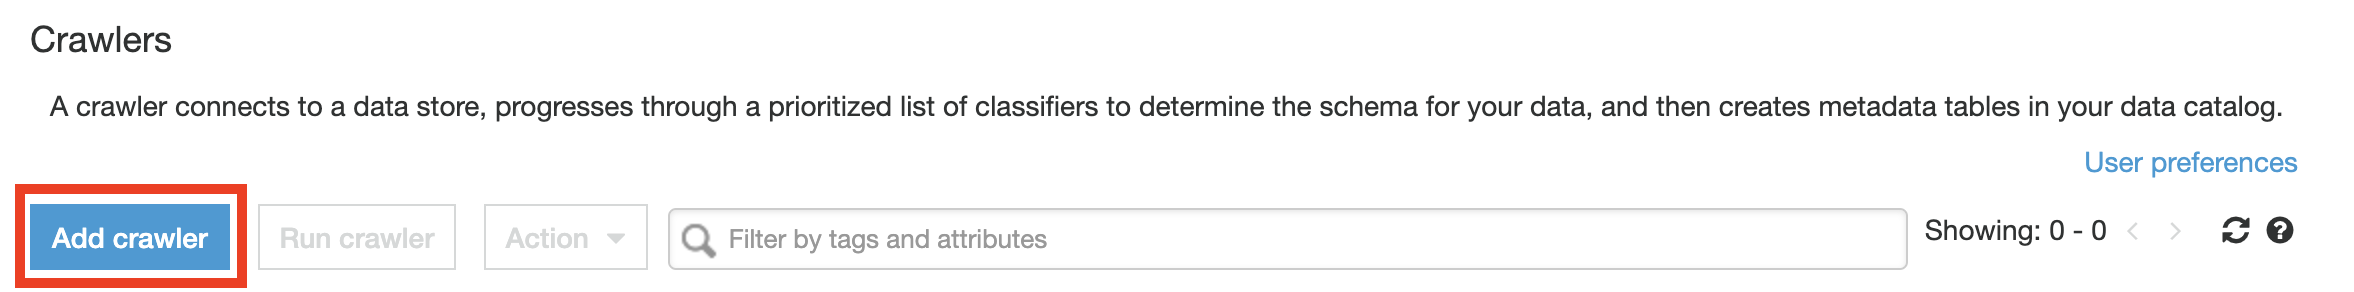 Crawlers
A crawler connects to a data store, progresses through a prioritized list of classifiers to determine the schema for your data, and then creates metadata tables in your data catalog.
User preferences
Add crawler Run crawler Action Filter by tags and attributes Showing: 0 - 0